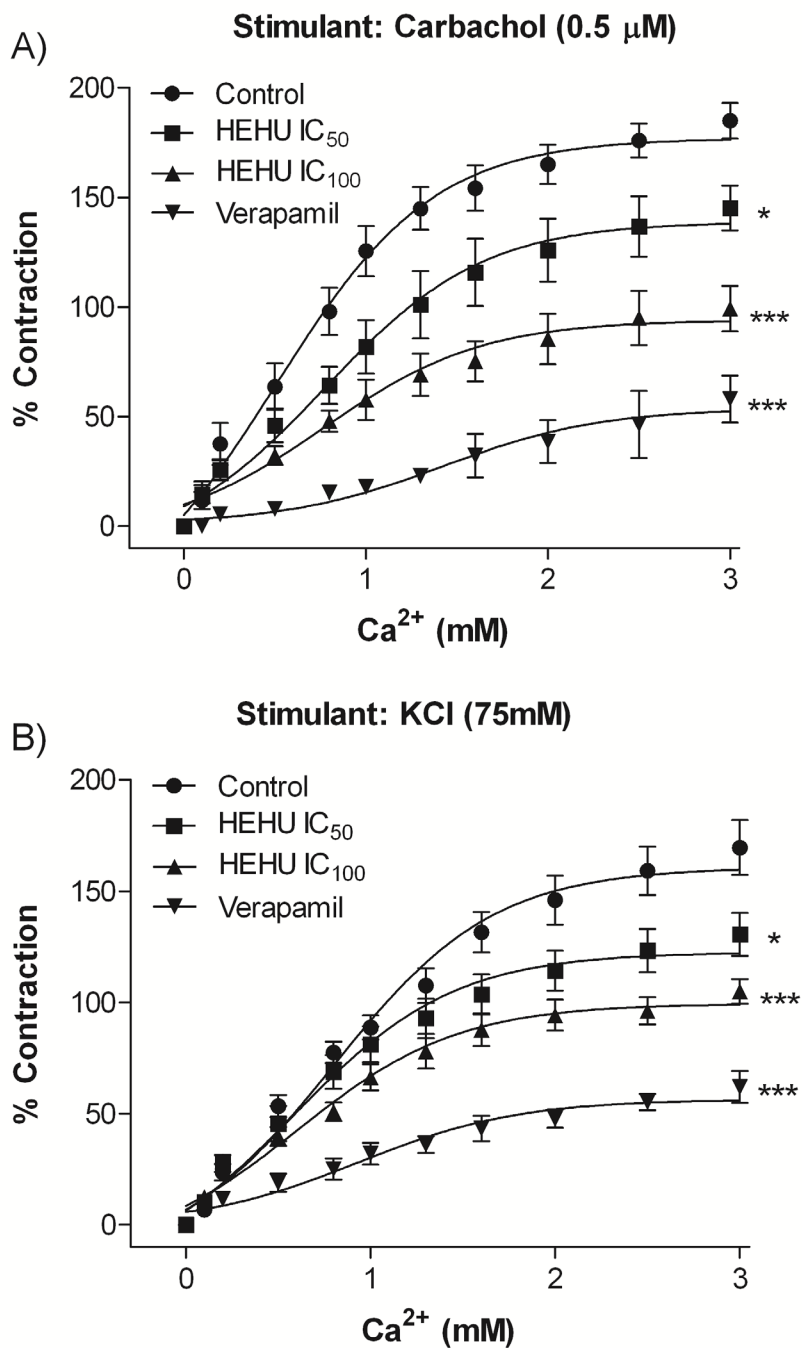 A)
Stimulant: Carbachol (0.5 μM)
200
150
100
50
0
% Contraction
Control
HEHU IC50
HEHU IC100
Verapamil
*
***
***
0 1 2 3
Ca2+ (mM)
B)
Stimulant: KCl (75mM)
200
150
100
50
0
% Contraction
Control
HEHU IC50
HEHU IC100
Verapamil
*
***
***
0 1 2 3
Ca2+ (mM)